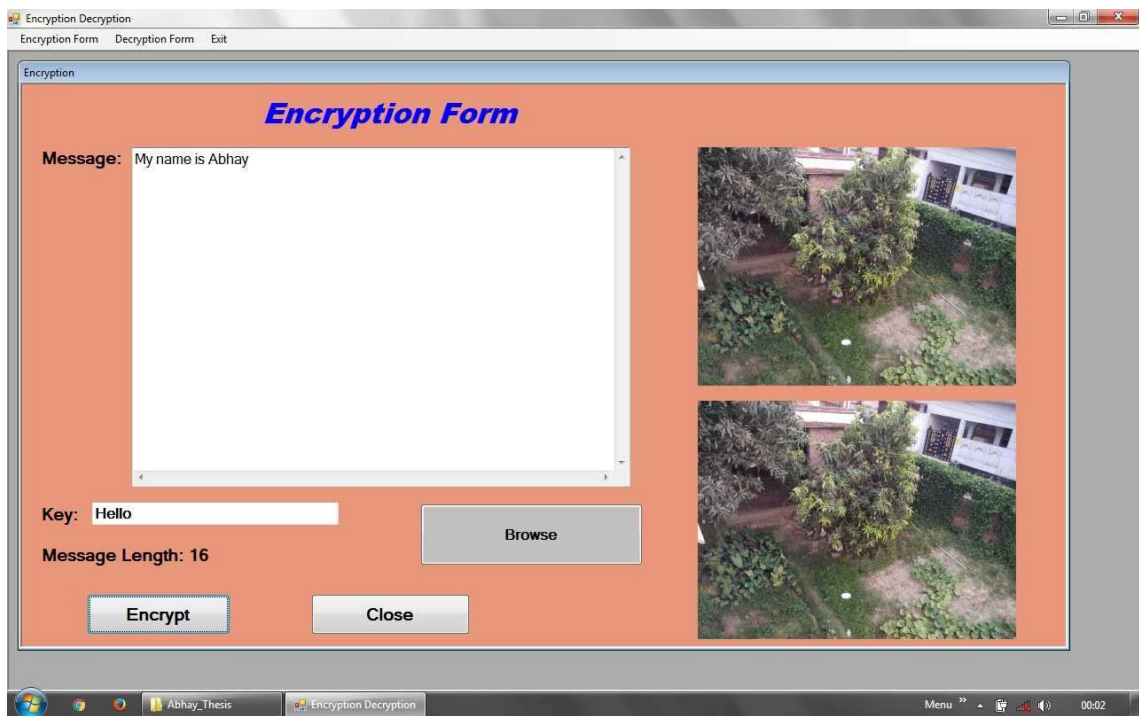 Encryption Decryption
Encryption Form Decryption Form Exit
Encryption
Encryption Form
Message: My name is Abhay
Key: Hello
Browse
Message Length: 16
Encrypt Close
Abhay_Thesis Encryption Decryption Menu 00:02